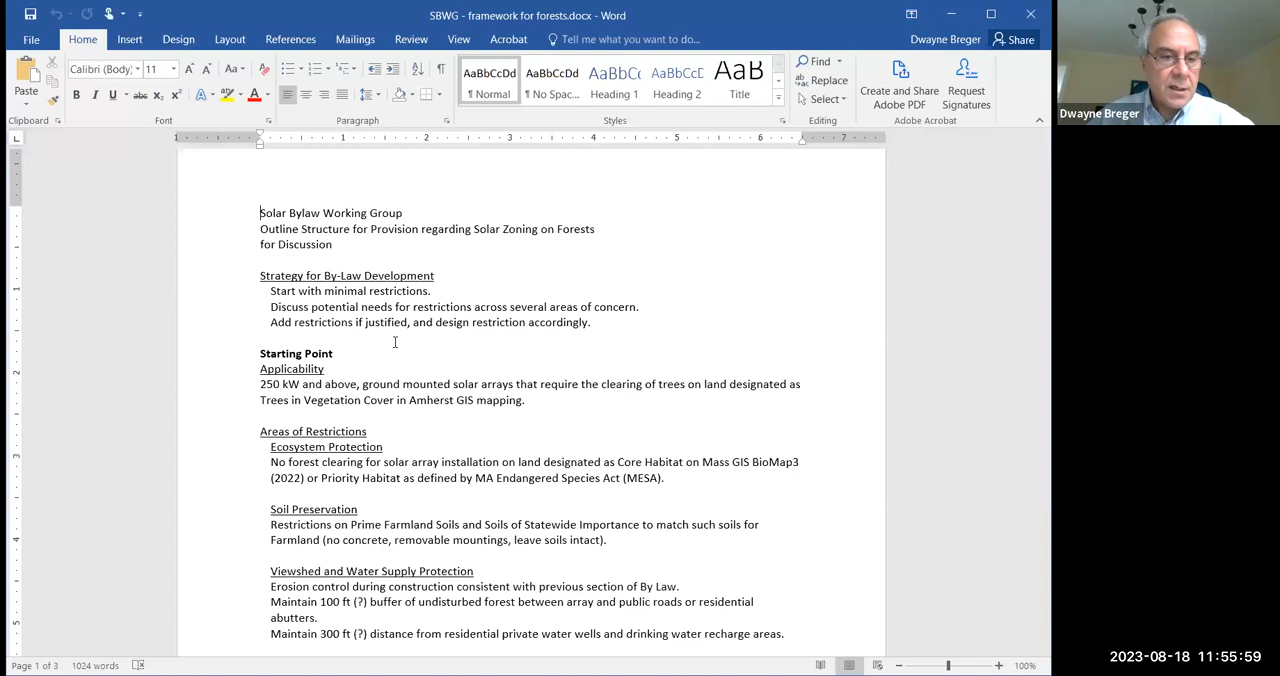 SBWG - framework for forests.docx - Word
File Home Insert Design Layout References Mailings Review View Acrobat Tell me what you want to do... Dwayne Breger Share
Calibri (Body) 11 Aa
Paste
B I U abc X2 X2 A A
AaBbCcDd AaBbCcDd AaBbCc AaBbCcD AaB
Normal No Spac... Heading 1 Heading 2 Title
Find
Replace
Select
Create and Share Adobe PDF
Request Signatures
Clipboard Font Paragraph Styles Editing Adobe Acrobat
Dwayne Breger
1 1 2 3 4 5 6 7
Solar Bylaw Working Group
Outline Structure for Provision regarding Solar Zoning on Forests
for Discussion
Strategy for By-Law Development
Start with minimal restrictions.
Discuss potential needs for restrictions across several areas of concern.
Add restrictions if justified, and design restriction accordingly.
Starting Point
Applicability
250 kW and above, ground mounted solar arrays that require the clearing of trees on land designated as
Trees in Vegetation Cover in Amherst GIS mapping.
Areas of Restrictions
Ecosystem Protection
No forest clearing for solar array installation on land designated as Core Habitat on Mass GIS BioMap3
(2022) or Priority Habitat as defined by MA Endangered Species Act (MESA).
Soil Preservation
Restrictions on Prime Farmland Soils and Soils of Statewide Importance to match such soils for
Farmland (no concrete, removable mountings, leave soils intact).
Viewshed and Water Supply Protection
Erosion control during construction consistent with previous section of By Law.
Maintain 100 ft (?) buffer of undisturbed forest between array and public roads or residential
abutters.
Maintain 300 ft (?) distance from residential private water wells and drinking water recharge areas.
Page 1 of 3 1024 words 100%
2023-08-18 11:55:59